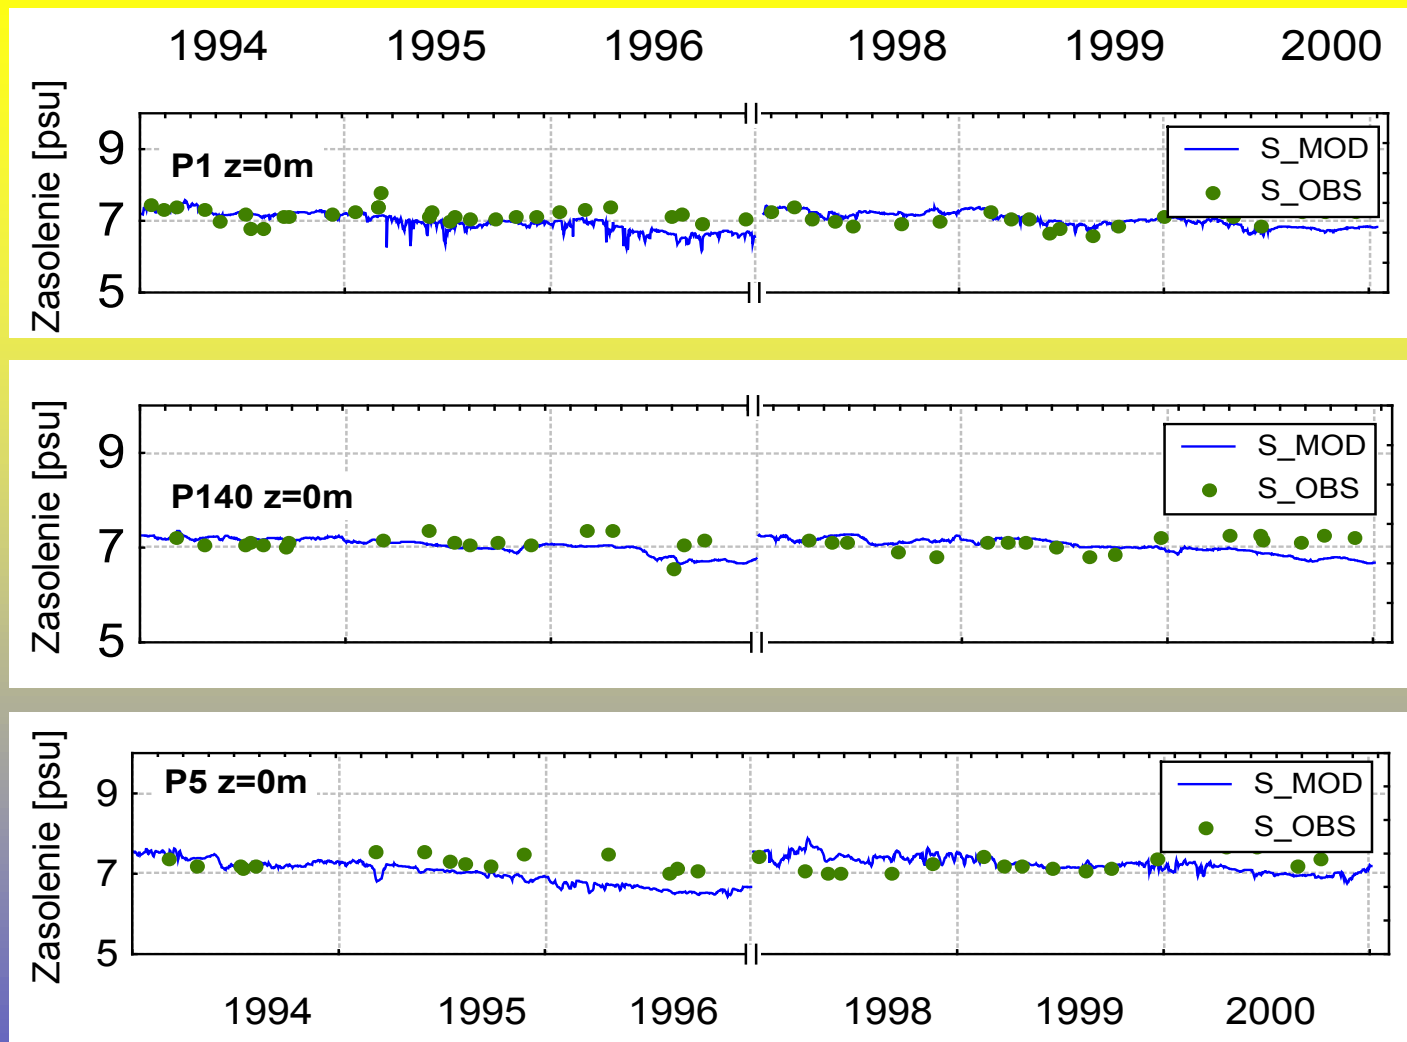 1994 1995 1996 1998 1999 2000
Zasolenie [psu]
9
7
5
P1 z=0m
S_MOD
S_OBS
Zasolenie [psu]
9
7
5
P140 z=0m
S_MOD
S_OBS
Zasolenie [psu]
9
7
5
P5 z=0m
S_MOD
S_OBS
1994 1995 1996 1998 1999 2000